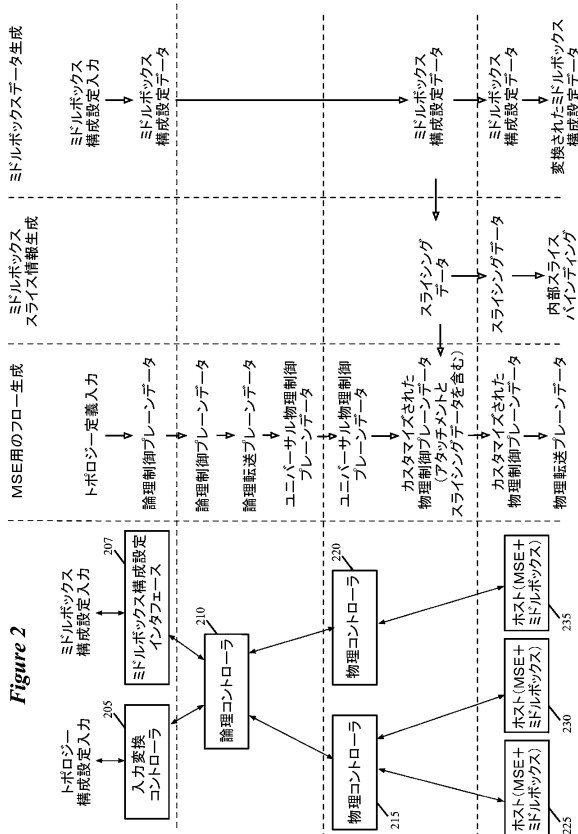 Figure 2
トポロジー
構成設定入力
ミドルボックス
構成設定入力
205
入力変換
コントローラ
207
ミドルボックス構成設定
インタフェース
210
論理コントローラ
物理コントローラ
215
220
物理コントローラ
ホスト(MSE+
ミドルボックス)
225
ホスト(MSE+
ミドルボックス)
230
ホスト(MSE+
ミドルボックス)
235
MSE用のフロー生成
トポロジー定義入力
論理制御プレーンデータ
論理制御プレーンデータ
論理転送プレーンデータ
ユニバーサル物理制御
プレーンデータ
ユニバーサル物理制御
プレーンデータ
カスタマイズされた
物理制御プレーンデータ
(アタッチメントと
スライシングデータを含む)
カスタマイズされた
物理制御プレーンデータ
物理転送プレーンデータ
ミドルボックス
スライス情報生成
スライシング
データ
スライシングデータ
内部スライス
バインディング
ミドルボックスデータ生成
ミドルボックス
構成設定入力
ミドルボックス
構成設定データ
ミドルボックス
構成設定データ
ミドルボックス
構成設定データ
変換されたミドルボックス
構成設定データ